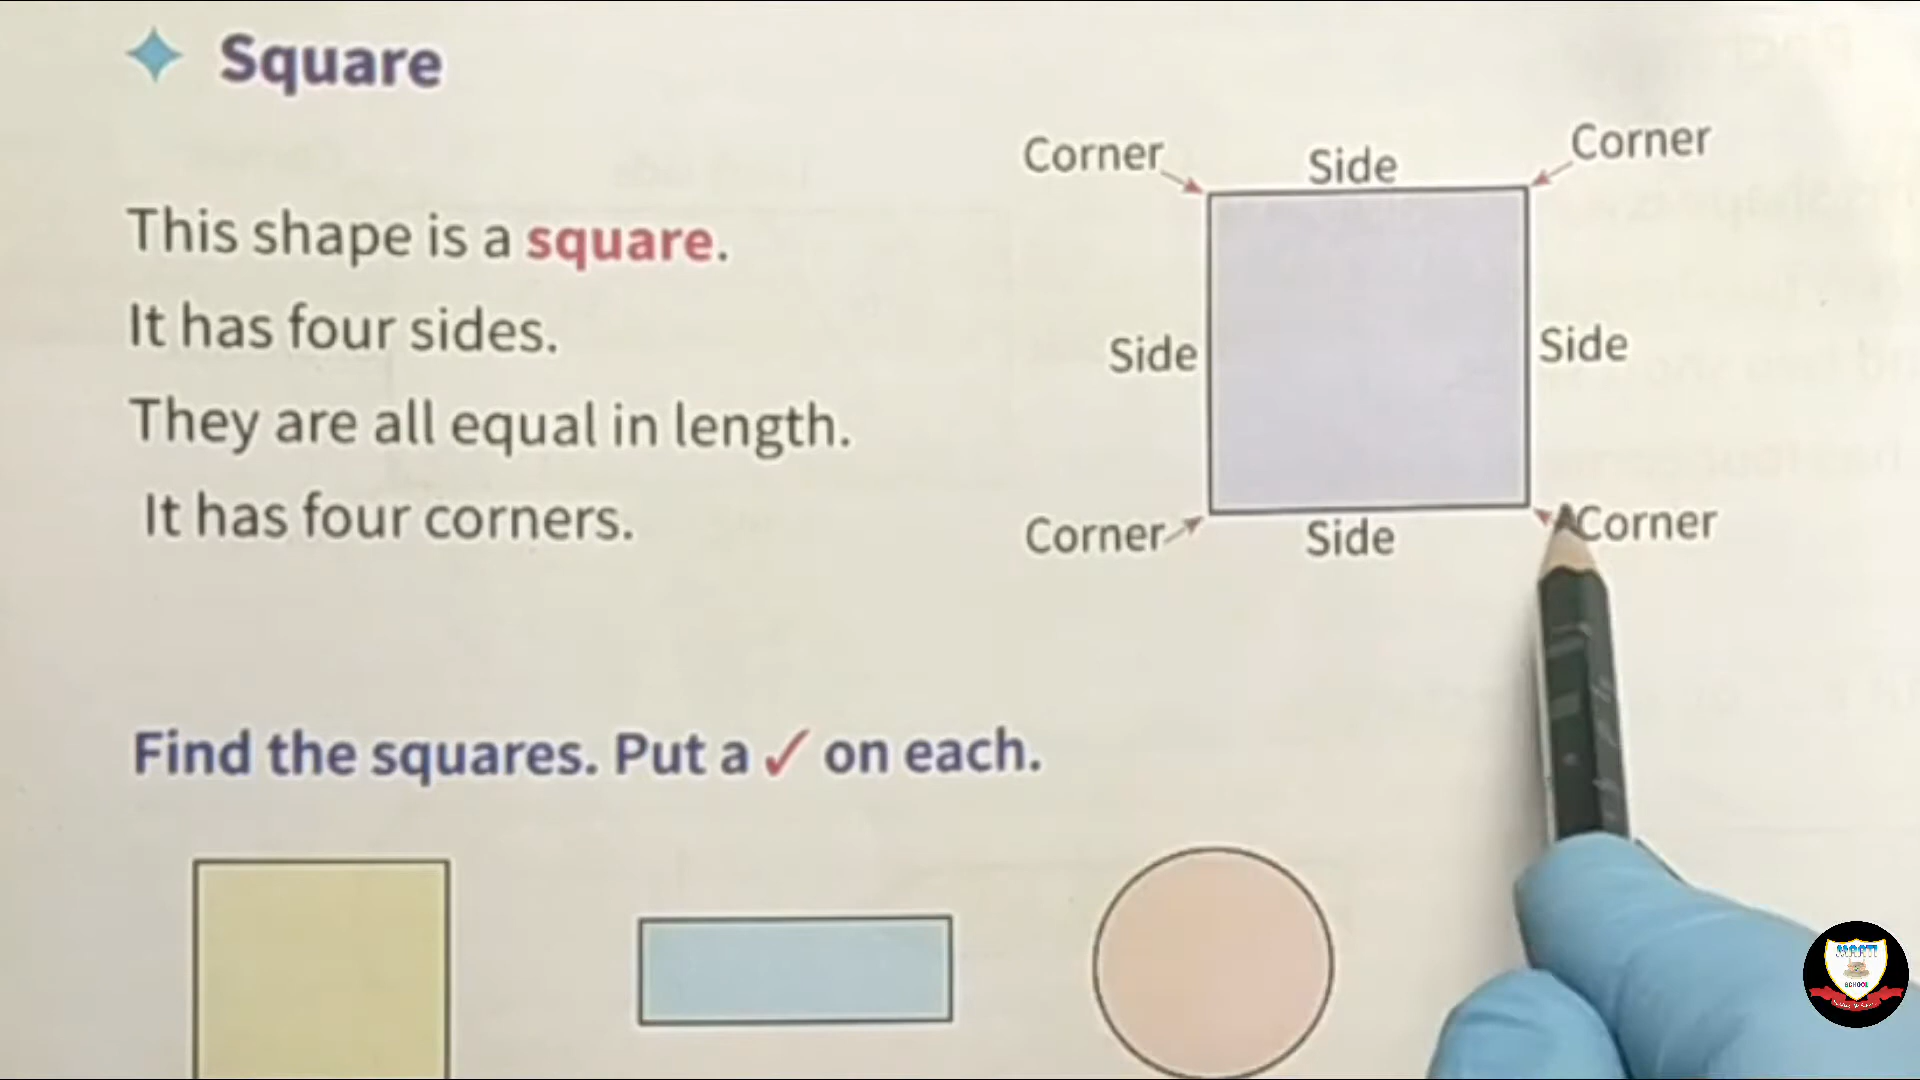 Square
This shape is a square.
It has four sides.
They are all equal in length.
It has four corners.
Corner
Side
Corner
Side
Side
Corner
Side
Corner
Find the squares. Put a ✓ on each.
SCHOOL